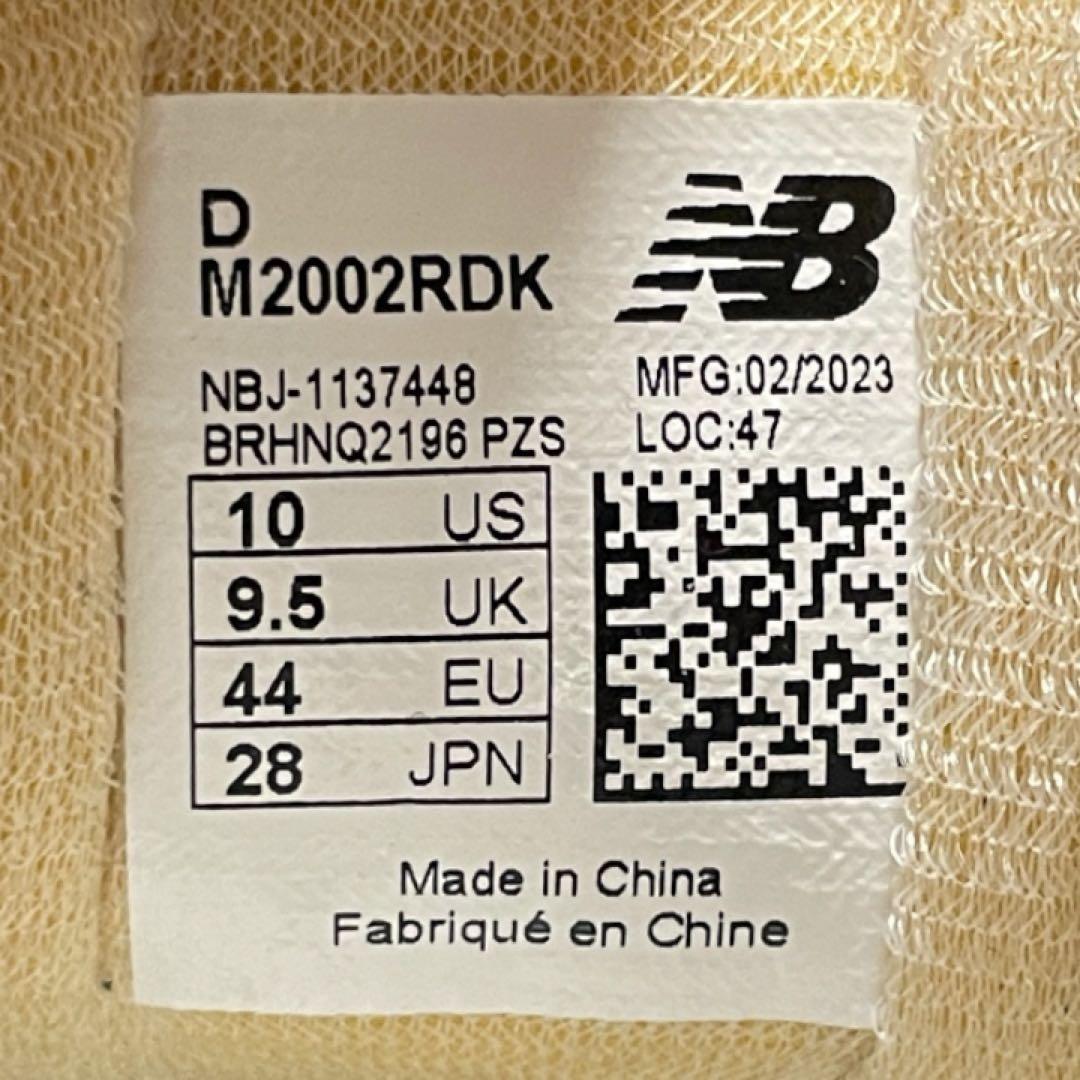 D
M2002RDK
NB
NBJ-1137448
BRHNQ2196 PZS
MFG:02/2023
LOC:47
10 US
9.5 UK
44 EU
28 JPN
Made in China
Fabriqué en Chine